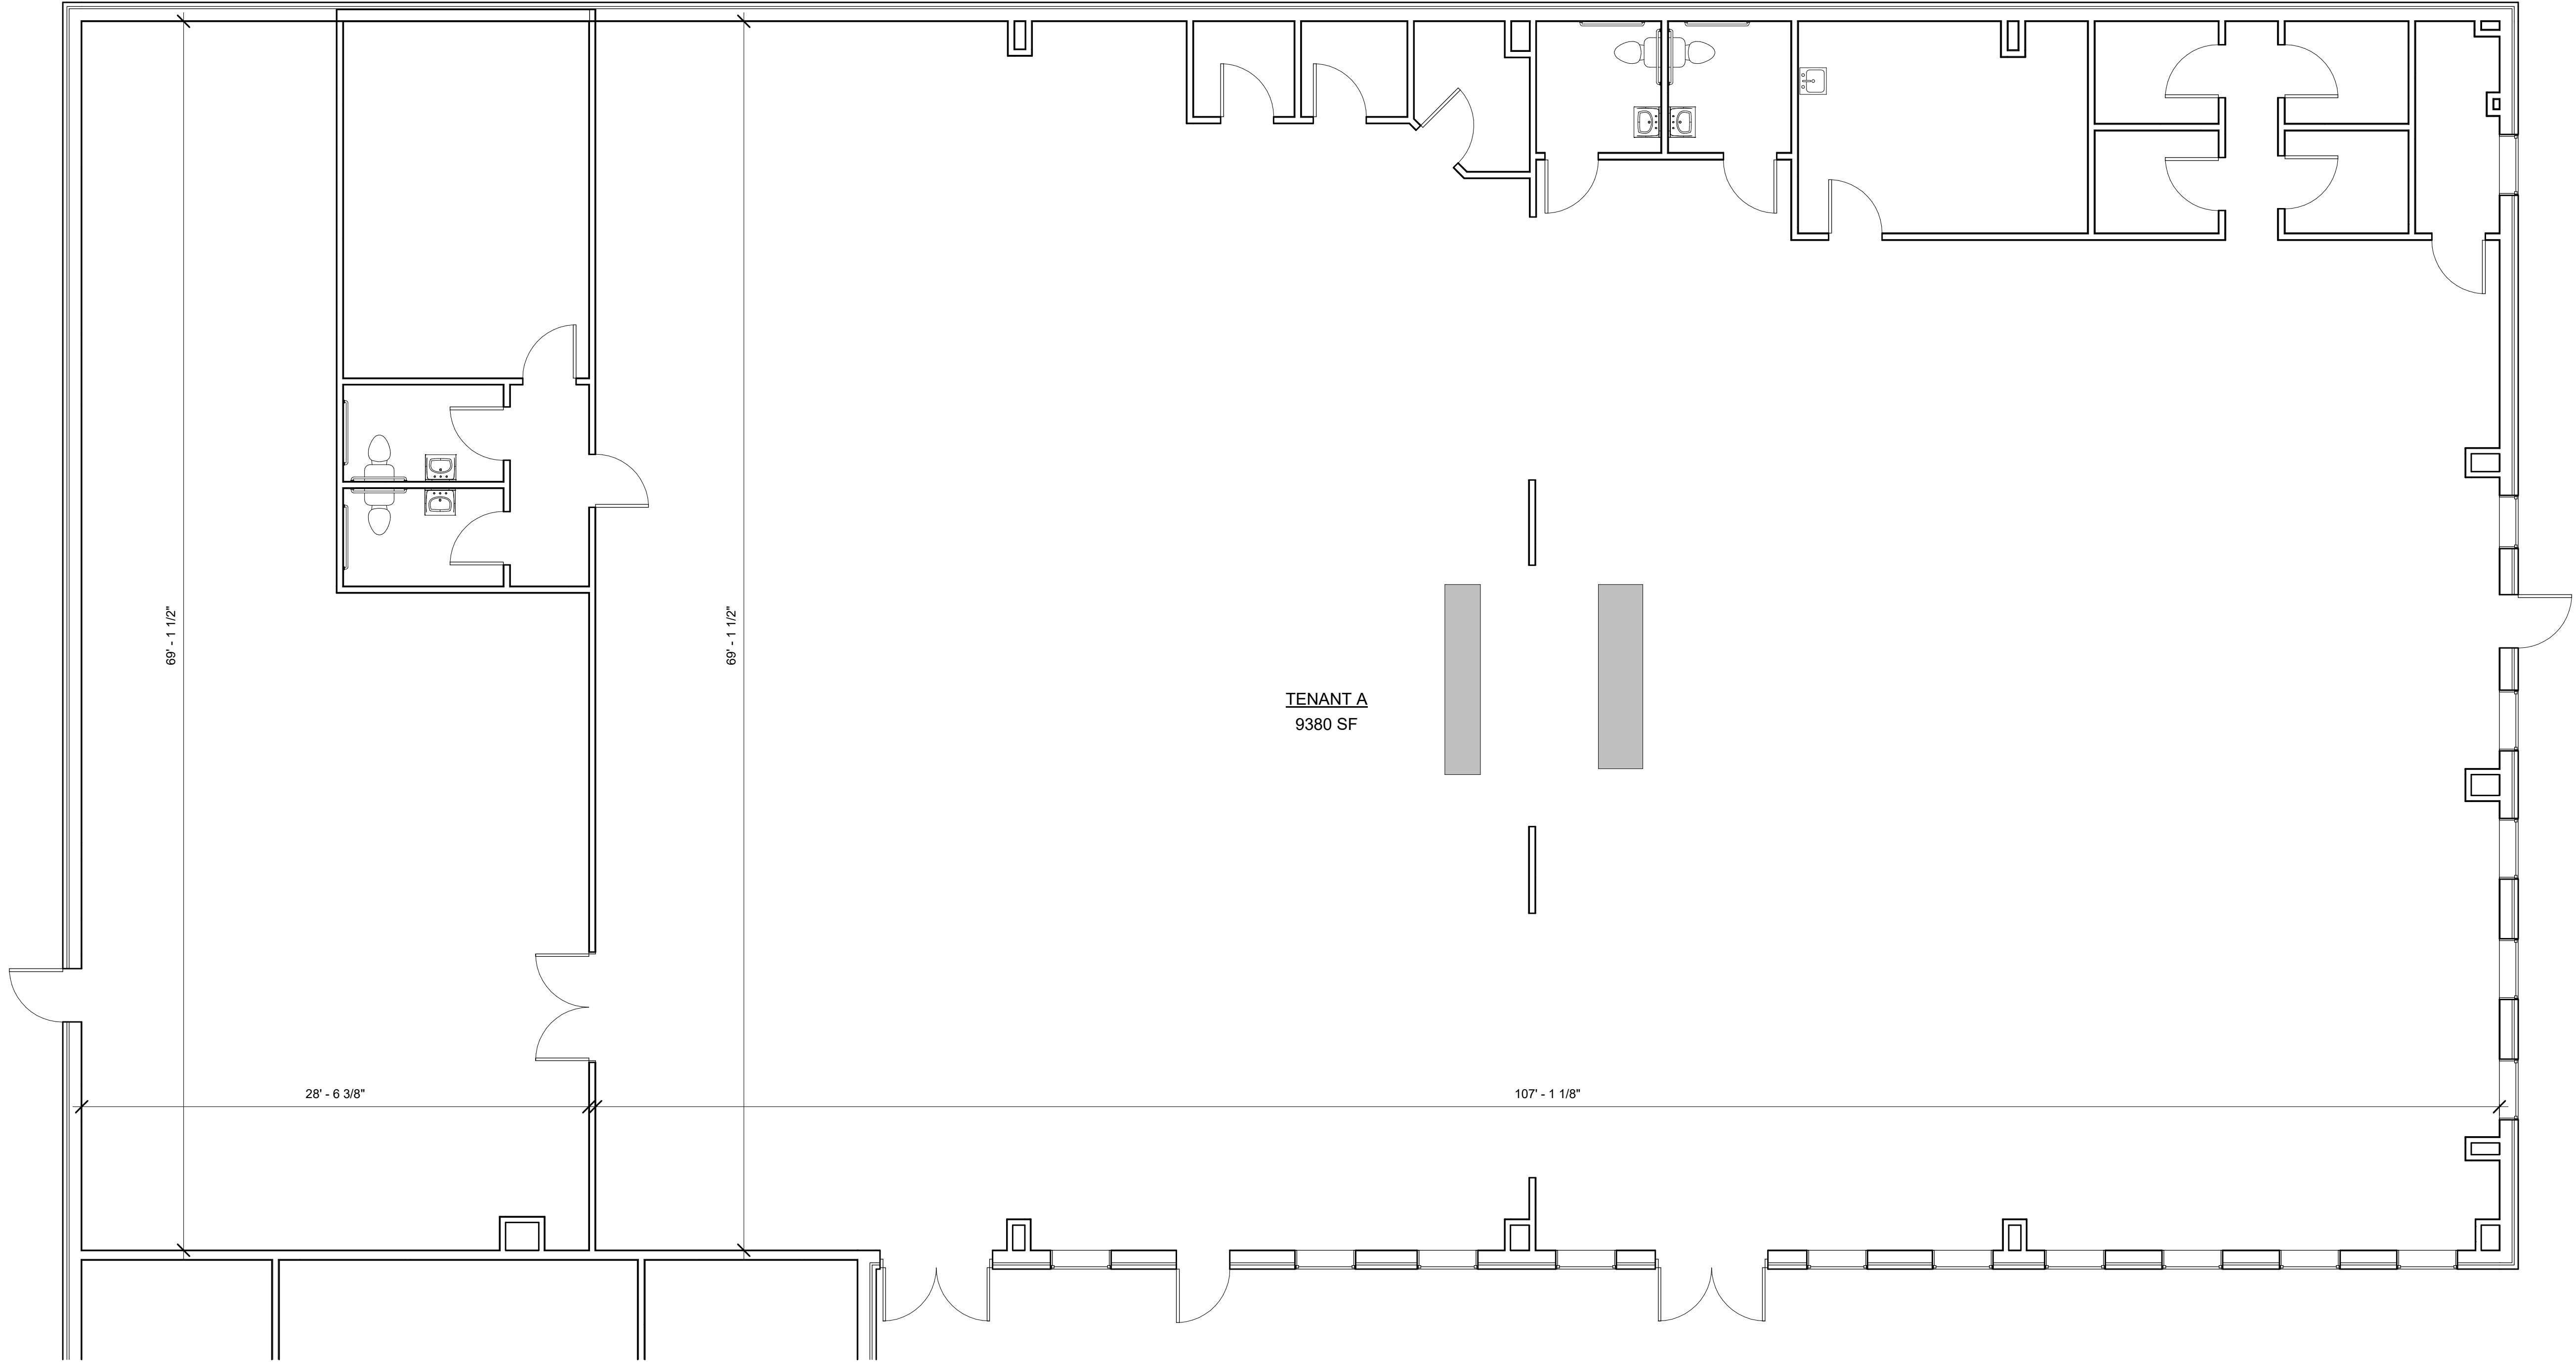 69' - 1 1/2"
69' - 1 1/2"
TENANT A
9380 SF
28' - 6 3/8"
107' - 1 1/8"